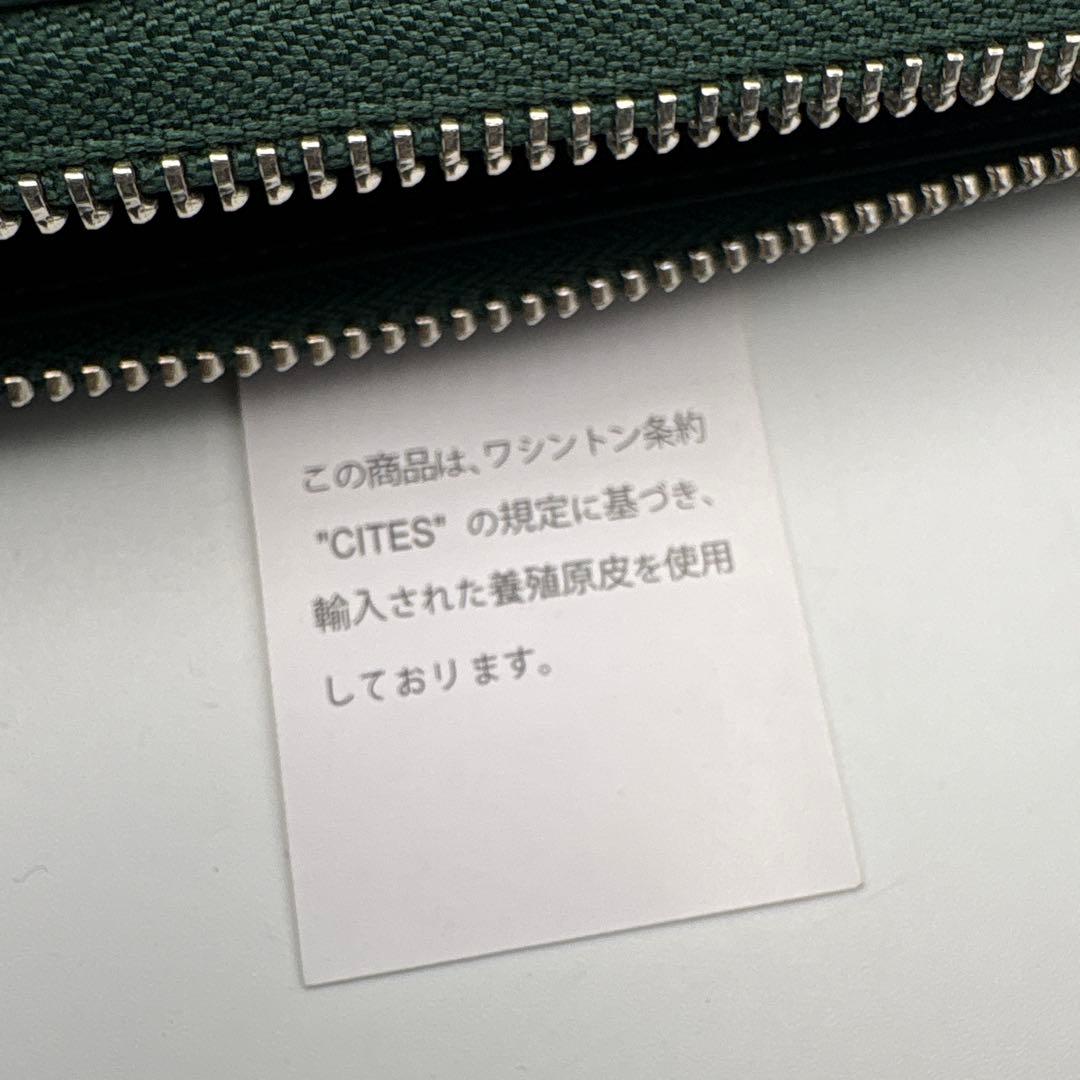 この商品は、ワシントン条約
"CITES" の規定に基づき、
輸入された養殖原皮を使用
しております。